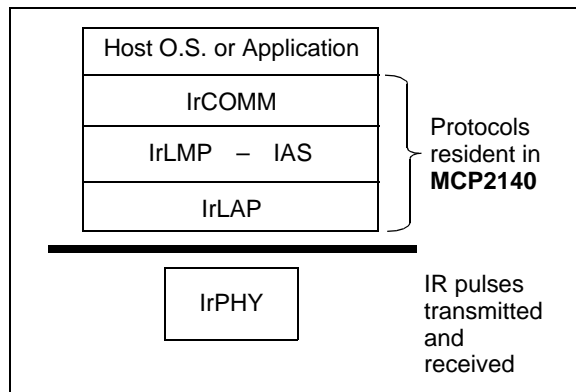 Host O.S. or Application
IrCOMM
IrLMP – IAS
IrLAP
Protocols
resident in
MCP2140
IrPHY
IR pulses
transmitted
and
received